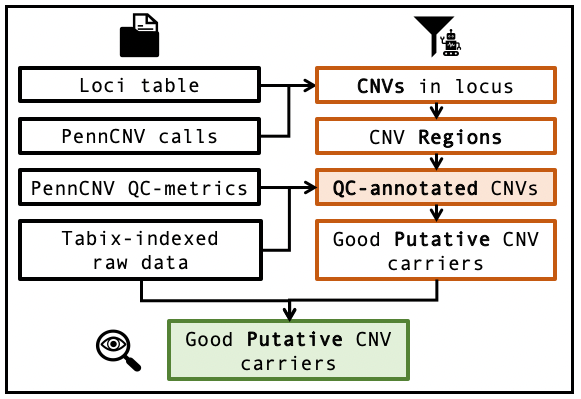 Loci table
PennCNV calls
PennCNV QC-metrics
Tabix-indexed
raw data
CNVs in locus
CNV Regions
QC-annotated CNVs
Good Putative CNV
carriers
Good Putative CNV
carriers